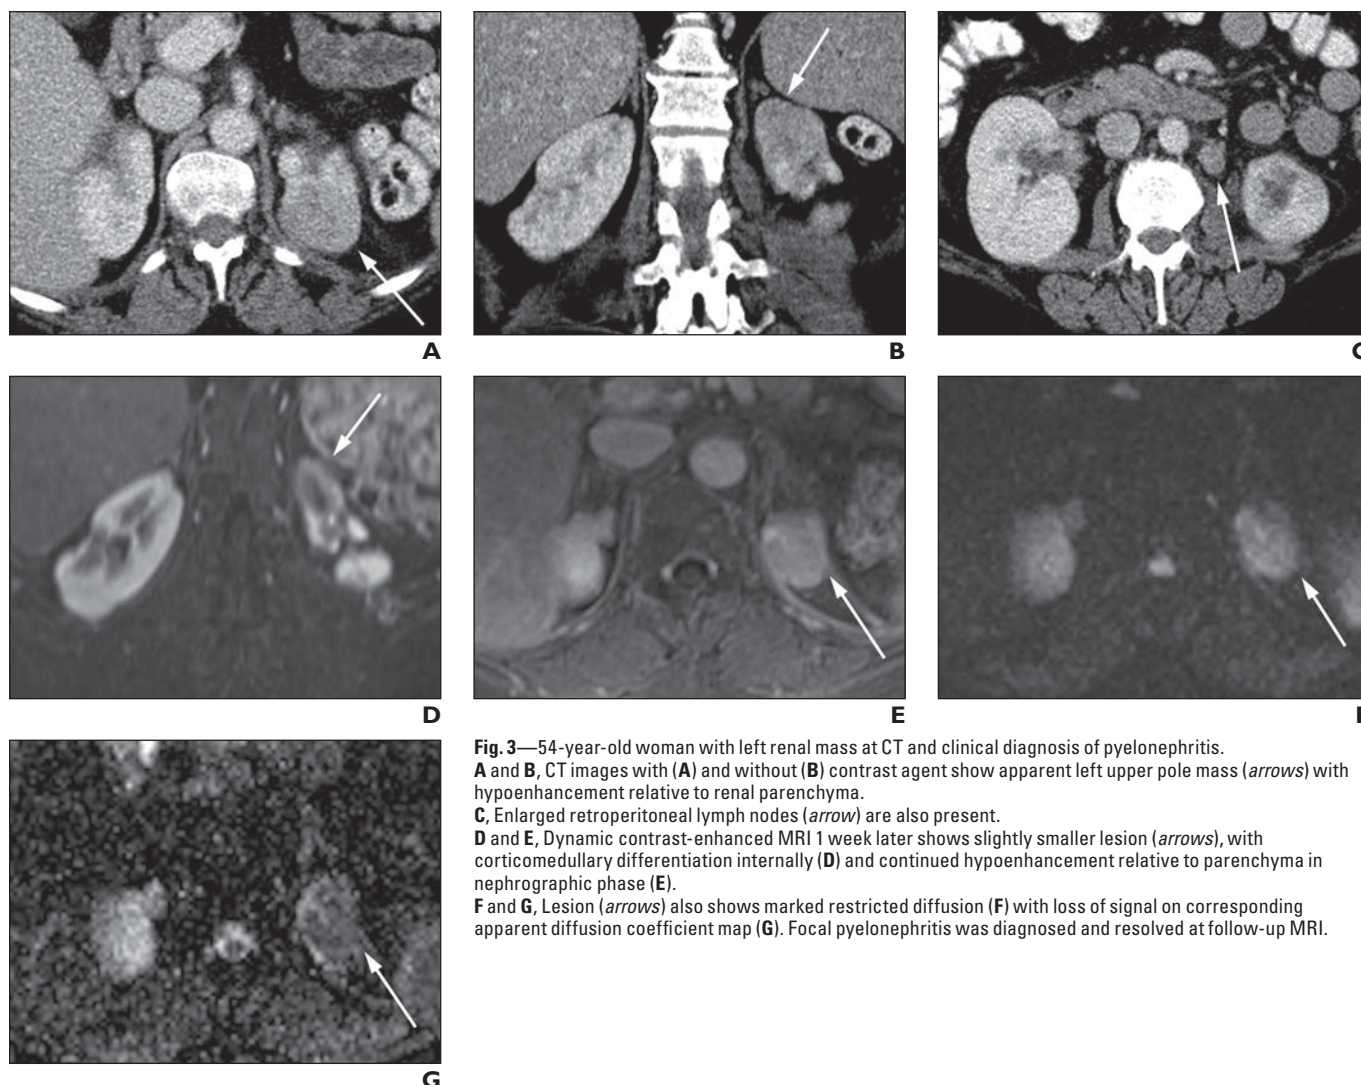 A
B
C
D
E
G
Fig. 3—54-year-old woman with left renal mass at CT and clinical diagnosis of pyelonephritis.
A and B, CT images with (A) and without (B) contrast agent show apparent left upper pole mass (arrows) with
hypoenhancement relative to renal parenchyma.
C, Enlarged retroperitoneal lymph nodes (arrow) are also present.
D and E, Dynamic contrast-enhanced MRI 1 week later shows slightly smaller lesion (arrows), with
corticomedullary differentiation internally (D) and continued hypoenhancement relative to parenchyma in
nephrographic phase (E).
F and G, Lesion (arrows) also shows marked restricted diffusion (F) with loss of signal on corresponding
apparent diffusion coefficient map (G). Focal pyelonephritis was diagnosed and resolved at follow-up MRI.